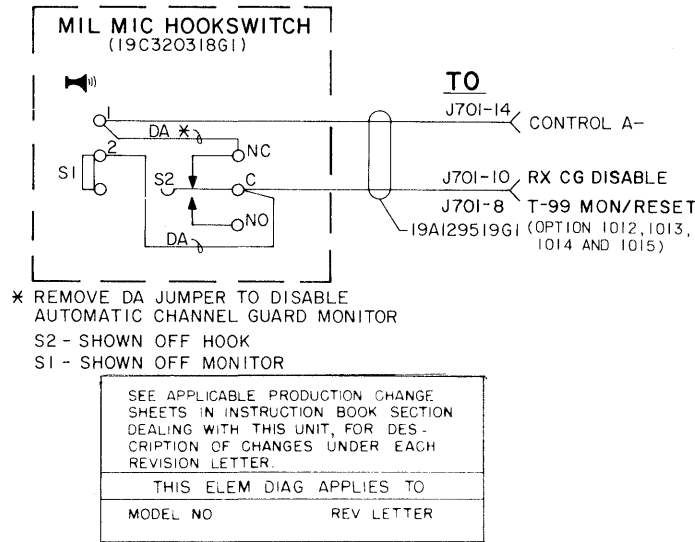 MIL MIC HOOKSWITCH
(19C320318G1)
TO
1
J701-14
CONTROL A-
DA *
2
NC
S1
S2
C
J701-10
RX CG DISABLE
J701-8
T-99 MON/RESET
NO
19A129519G1
(OPTION 1012, 1013,
1014 AND 1015)
DA
* REMOVE DA JUMPER TO DISABLE
AUTOMATIC CHANNEL GUARD MONITOR
S2 - SHOWN OFF HOOK
S1 - SHOWN OFF MONITOR
SEE APPLICABLE PRODUCTION CHANGE
SHEETS IN INSTRUCTION BOOK SECTION
DEALING WITH THIS UNIT, FOR DES-
CRIPTION OF CHANGES UNDER EACH
REVISION LETTER.
THIS ELEM DIAG APPLIES TO
MODEL NO REV LETTER